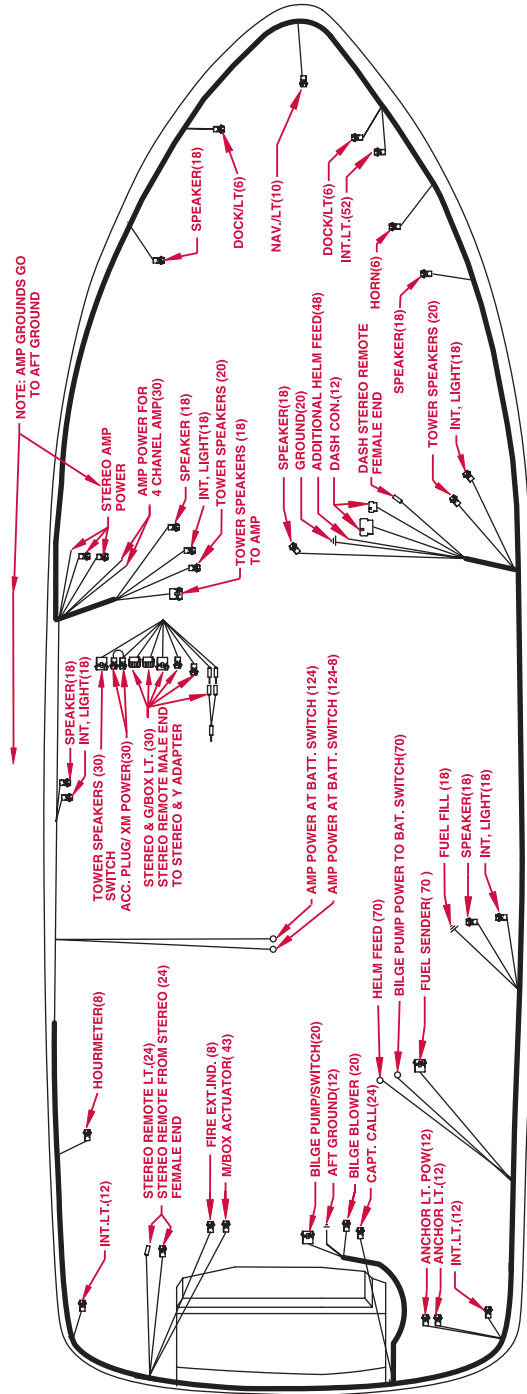 NOTE: AMP GROUNDS GO
TO AFT GROUND
SPEAKER(18)
DOCK/LT(6)
NAV./LT(10)
DOCK/LT(6)
INT.LT.(52)
HORN(6)
SPEAKER(18)
TOWER SPEAKERS (20)
INT, LIGHT(18)
STEREO AMP
POWER
AMP POWER FOR
4 CHANEL AMP(30)
SPEAKER (18)
INT, LIGHT(18)
TOWER SPEAKERS (20)
TOWER SPEAKERS (18)
TO AMP
SPEAKER(18)
GROUND(20)
ADDITIONAL HELM FEED(48)
DASH CON.(12)
DASH STEREO REMOTE
FEMALE END
SPEAKER(18)
INT, LIGHT(18)
TOWER SPEAKERS (30)
SWITCH
ACC. PLUG/ XM POWER(30)
STEREO & G/BOX LT. (30)
STEREO REMOTE MALE END
TO STEREO & Y ADAPTER
AMP POWER AT BATT. SWITCH (124)
AMP POWER AT BATT. SWITCH (124-8)
HELM FEED (70)
BILGE PUMP POWER TO BAT. SWITCH(70)
FUEL SENDER( 70 )
FUEL FILL (18)
SPEAKER(18)
INT, LIGHT(18)
HOURMETER(8)
INT.LT.(12)
STEREO REMOTE LT.(24)
STEREO REMOTE FROM STEREO (24)
FEMALE END
FIRE EXT.IND. (8)
M/BOX ACTUATOR( 43)
BILGE PUMP/SWITCH(20)
AFT GROUND(12)
BILGE BLOWER (20)
CAPT. CALL(24)
ANCHOR LT. POW(12)
ANCHOR LT.(12)
INT.LT.(12)